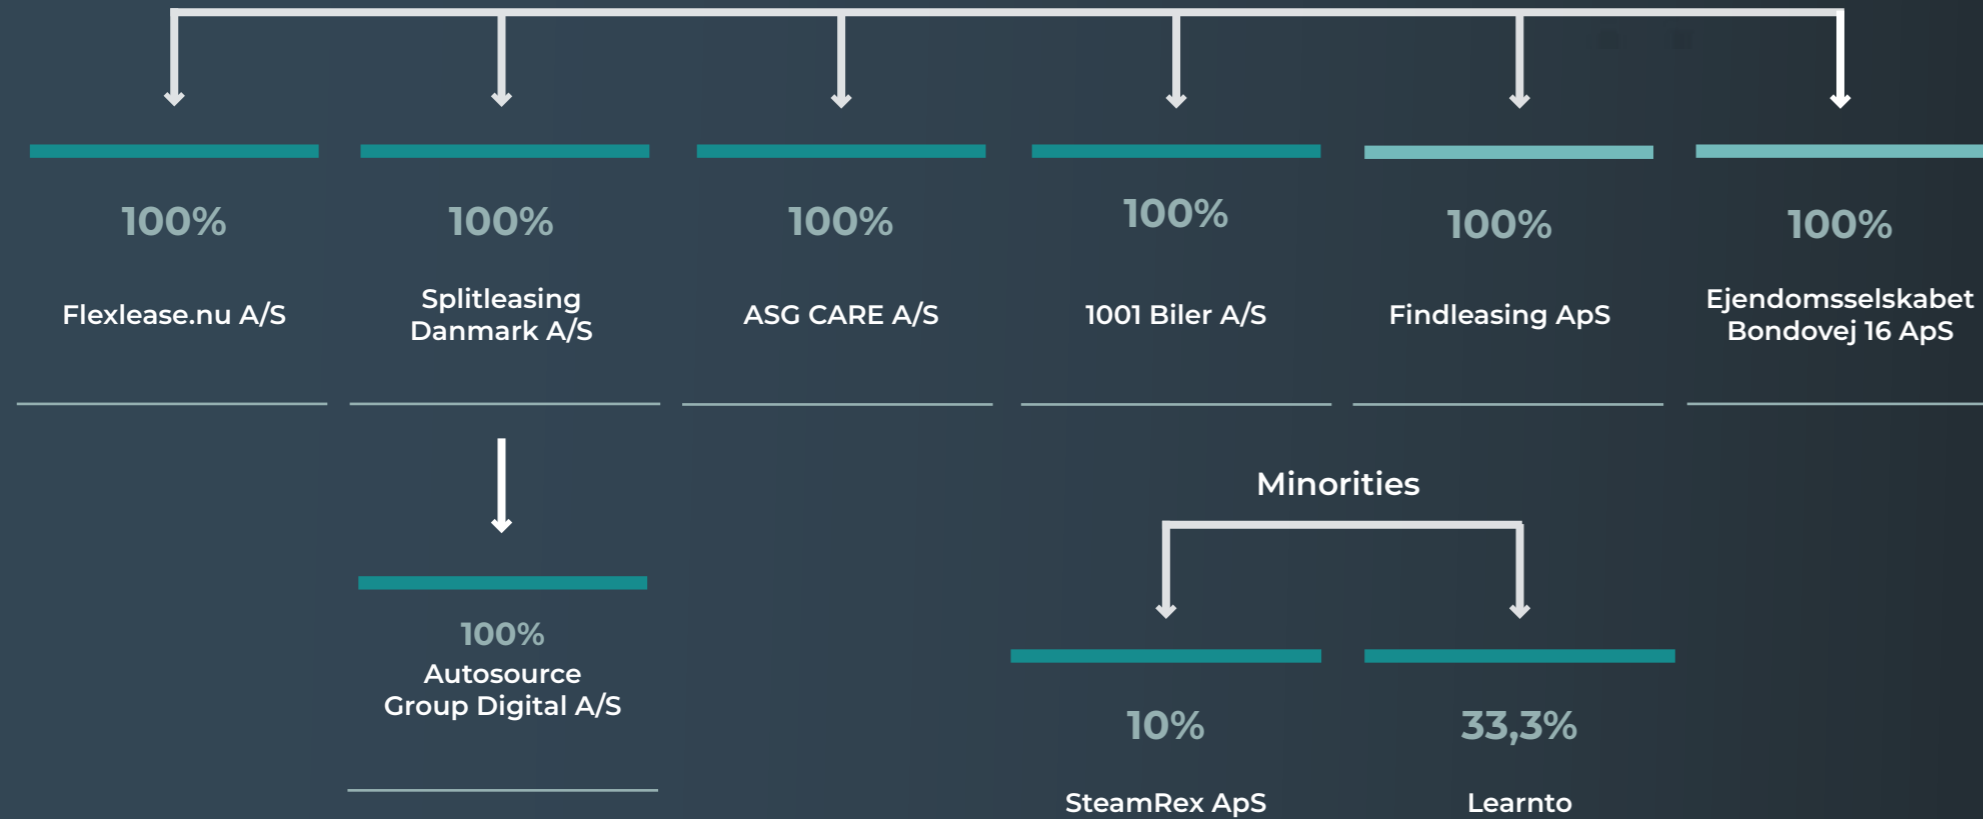 100%
Flexlease.nu A/S
100%
Splitleasing
Danmark A/S
100%
ASG CARE A/S
100%
1001 Biler A/S
100%
Findleasing ApS
100%
Ejendomsselskabet
Bondovej 16 ApS
100%
Autosource
Group Digital A/S
Minorities
10%
SteamRex ApS
33,3%
Learnto